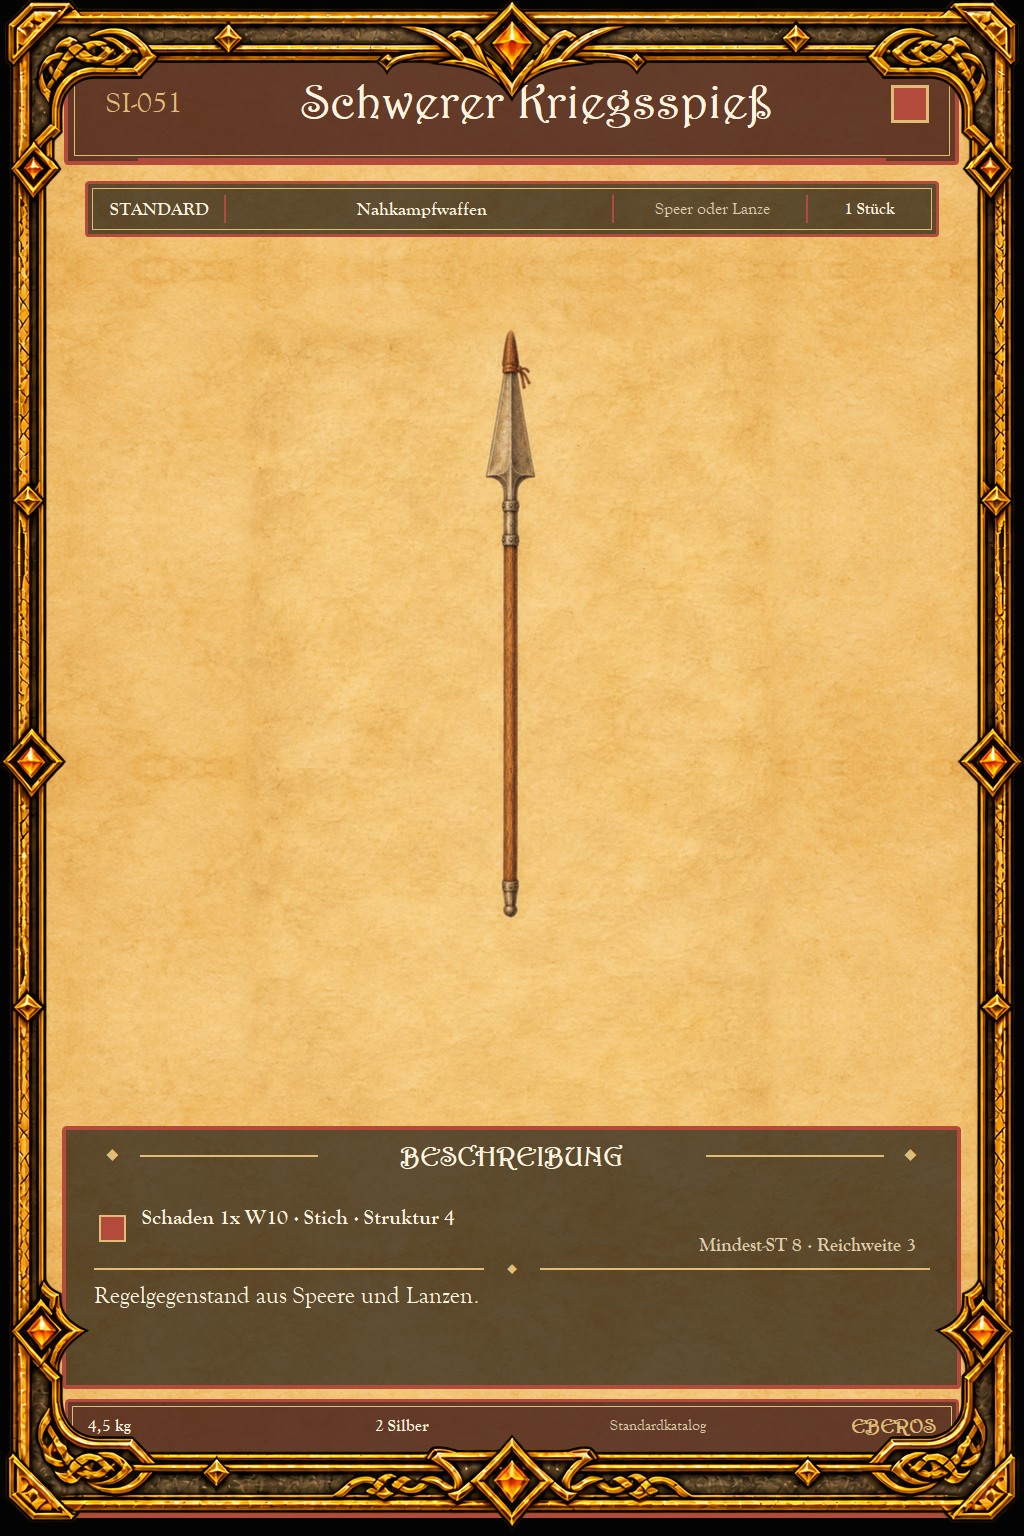 SI-051
Schwerer Kriegsspieß
STANDARD Nahkampfwaffen Speer oder Lanze 1 Stück
BESCHREIBUNG
Schaden 1x W10 · Stich · Struktur 4
Mindest-ST 8 · Reichweite 3
Regelgegenstand aus Speere und Lanzen.
4,5 kg 2 Silber Standardkatalog EBEROS